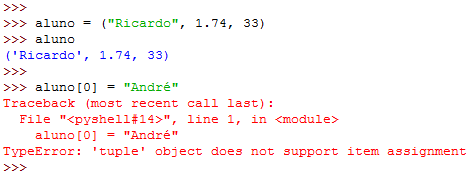 >>>
>>> aluno = ("Ricardo", 1.74, 33)
>>> aluno
('Ricardo', 1.74, 33)
>>>
>>> aluno[0] = "André"
Traceback (most recent call last):
  File "<pyshell#14>", line 1, in <module>
    aluno[0] = "André"
TypeError: 'tuple' object does not support item assignment
>>>